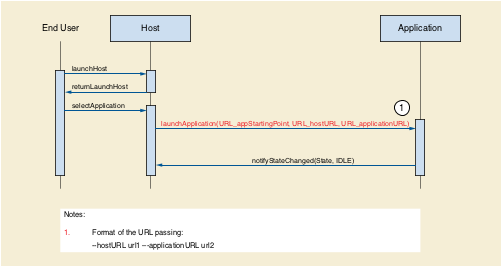 End User
Host
Application
launchHost
returnLaunchHost
selectApplication
1
launchApplication(URL_appStartingPoint, URL_hostURL, URL_applicationURL)
notifyStateChanged(State, IDLE)
Notes:
1. Format of the URL passing:
--hostURL url1 --applicationURL url2